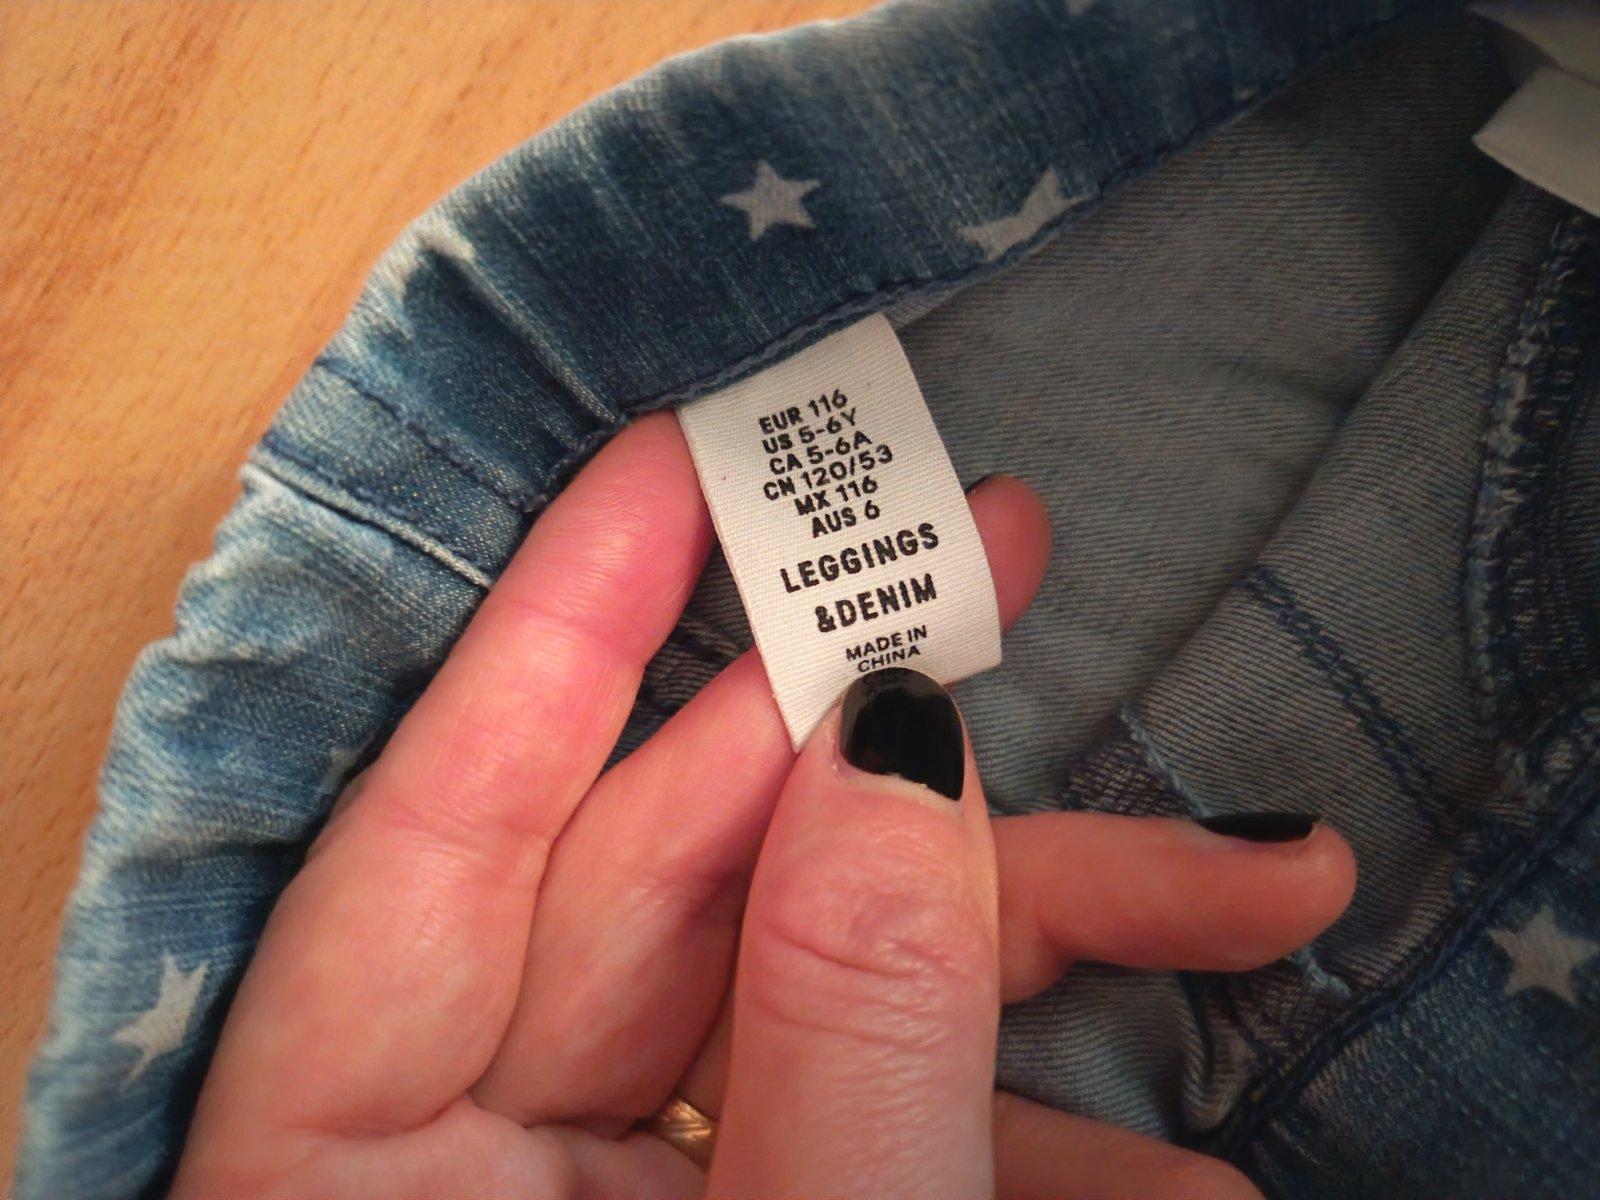 EUR 116
US 5-6Y
CA 5-6A
CN 120/53
MX 116
AUS 6
LEGGINGS
&DENIM
MADE IN
CHINA